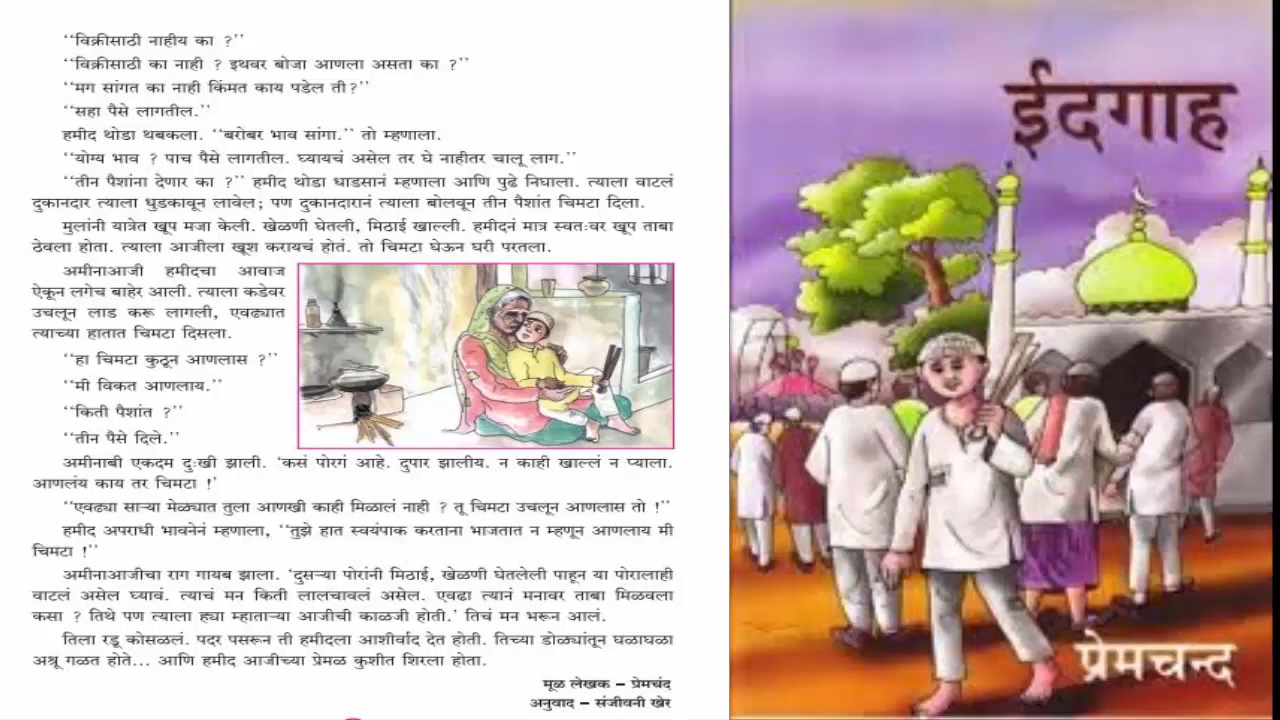 “विक्रीसाठी नाहीय का ?”
“विक्रीसाठी का नाही ? इथवर बोजा आणला असता का ?”
“मग सांगत का नाही किंमत काय पडेल ती?”
“सहा पैसे लागतील.”
हमीद थोडा थबकला. “बरोबर भाव सांगा.” तो म्हणाला.
“योग्य भाव ? पाच पैसे लागतील. घ्यायचं असेल तर घे नाहीतर चालू लाग.”
“तीन पैशांना देणार का ?” हमीद थोडा धाडसानं म्हणाला आणि पुढे निघाला. त्याला वाटलं
दुकानदार त्याला धुडकावून लावेल; पण दुकानदारानं त्याला बोलवून तीन पैशांत चिमटा दिला.
मुलांनी यात्रेत खूप मजा केली. खेळणी घेतली, मिठाई खाल्ली. हमीदनं मात्र स्वतःवर खूप ताबा
ठेवला होता. त्याला आजीला खूश करायचं होतं. तो चिमटा घेऊन घरी परतला.
अमीनाआजी हमीदचा आवाज
ऐकून लगेच बाहेर आली. त्याला कडेवर
उचलून लाड करू लागली, एवढ्यात
त्याच्या हातात चिमटा दिसला.
“हा चिमटा कुठून आणलास ?”
“मी विकत आणलाय.”
“किती पैशांत ?”
“तीन पैसे दिले.”
अमीनाबी एकदम दुःखी झाली. ‘कसं पोरगं आहे. दुपार झालीय. न काही खाल्लं न प्याला.
आणलंय काय तर चिमटा !’
“एवढ्या साऱ्या मेळ्यात तुला आणखी काही मिळालं नाही ? तू चिमटा उचलून आणलास तो !”
हमीद अपराधी भावनेनं म्हणाला, “तुझे हात स्वयंपाक करताना भाजतात न म्हणून आणलाय मी
चिमटा !”
अमीनाआजीचा राग गायब झाला. ‘दुसऱ्या पोरांनी मिठाई, खेळणी घेतलेली पाहून या पोरालाही
वाटलं असेल घ्यावं. त्याचं मन किती लालचावलं असेल. एवढा त्यानं मनावर ताबा मिळवला
कसा ? तिथे पण त्याला ह्या म्हाताऱ्या आजीची काळजी होती.’ तिचं मन भरून आलं.
तिला रडू कोसळलं. पदर पसरून ती हमीदला आशीर्वाद देत होती. तिच्या डोळ्यांतून घळाघळा
अश्रू गळत होते... आणि हमीद आजीच्या प्रेमळ कुशीत शिरला होता.
मूळ लेखक – प्रेमचंद
अनुवाद – संजीवनी खेर
ईदगाह
प्रेमचन्द